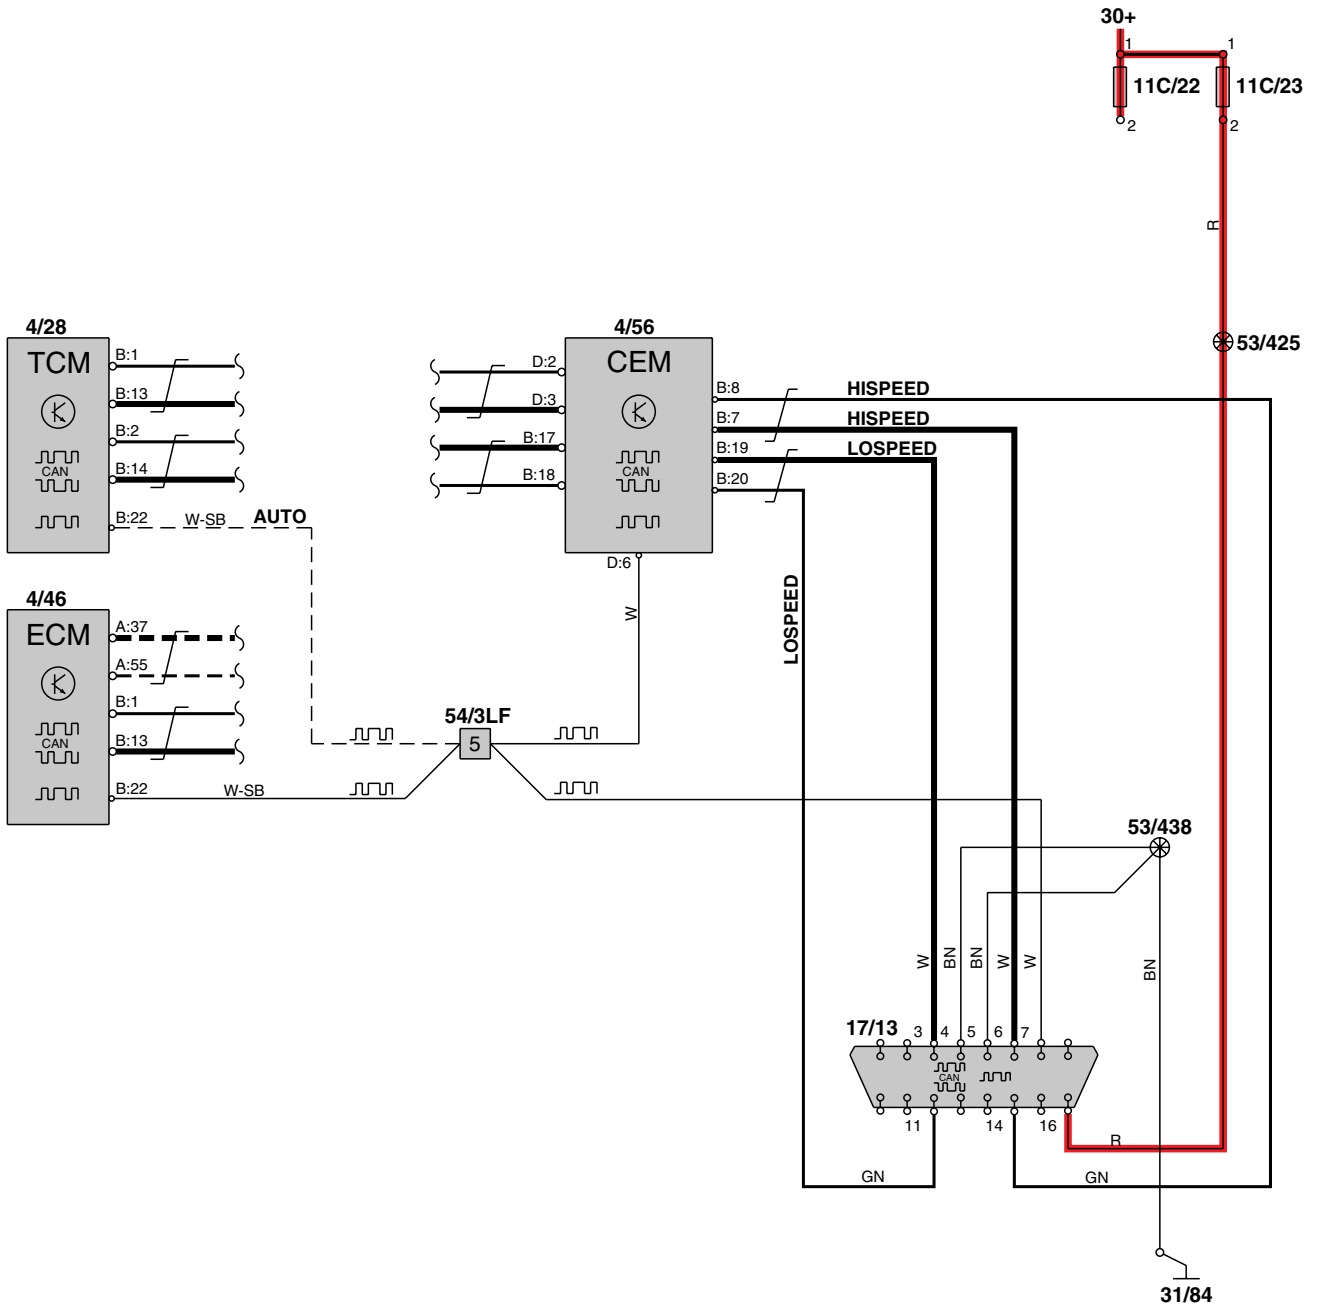 30+
1
1
11C/22
11C/23
2
2
R
53/425
4/28
TCM
B:1
B:13
B:2
CAN
B:14
B:22
W-SB
AUTO
4/56
CEM
D:2
D:3
B:17
CAN
B:18
B:8
HISPEED
B:7
HISPEED
B:19
LOSPEED
B:20
D:6
W
LOSPEED
4/46
ECM
A:37
A:55
B:1
CAN
B:13
B:22
W-SB
54/3LF
5
53/438
W
BN
BN
W
W
BN
17/13
3
4
5
6
7
CAN
11
14
16
R
GN
GN
31/84